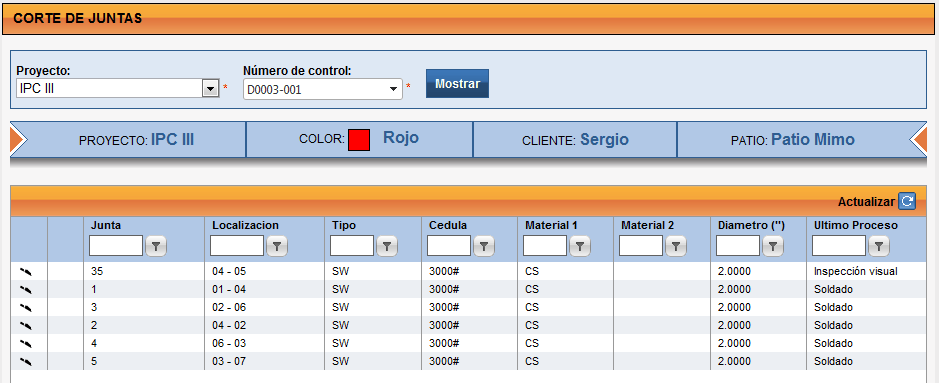 CORTE DE JUNTAS
Proyecto: Número de control:
IPC III * D0003-001 * Mostrar
PROYECTO: IPC III COLOR: Rojo CLIENTE: Sergio PATIO: Patio Mimo
Actualizar
Junta Localizacion Tipo Cedula Material 1 Material 2 Diametro (") Ultimo Proceso
35 04 - 05 SW 3000# CS 2.0000 Inspección visual
1 01 - 04 SW 3000# CS 2.0000 Soldado
3 02 - 06 SW 3000# CS 2.0000 Soldado
2 04 - 02 SW 3000# CS 2.0000 Soldado
4 06 - 03 SW 3000# CS 2.0000 Soldado
5 03 - 07 SW 3000# CS 2.0000 Soldado